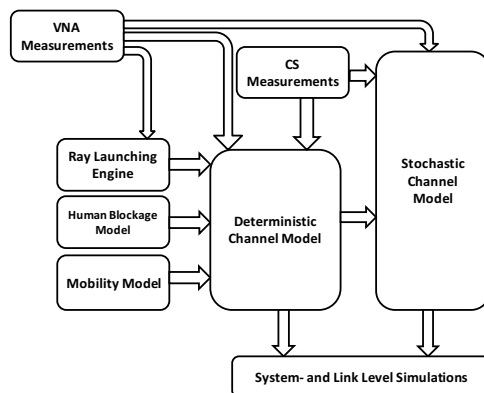 VNA
Measurements
CS
Measurements
Ray Launching
Engine
Human Blockage
Model
Mobility Model
Deterministic
Channel Model
Stochastic
Channel
Model
System- and Link Level Simulations